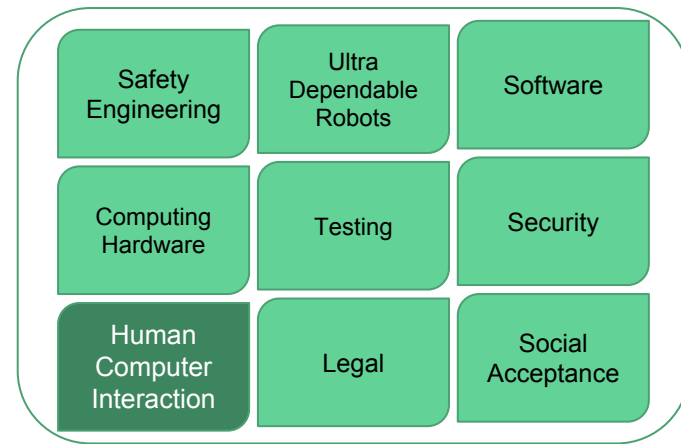 Safety
Engineering
Ultra
Dependable
Robots
Software
Computing
Hardware
Testing
Security
Human
Computer
Interaction
Legal
Social
Acceptance